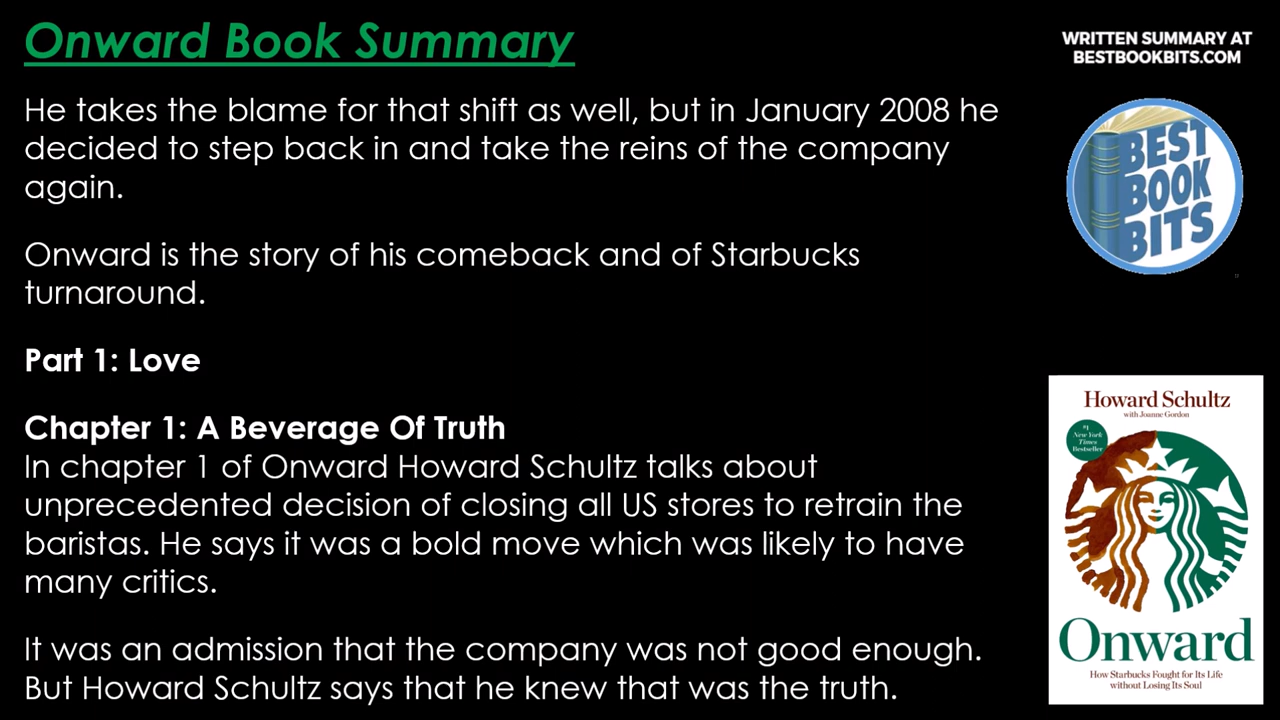 Onward Book Summary
WRITTEN SUMMARY AT
BESTBOOKBITS.COM
He takes the blame for that shift as well, but in January 2008 he
decided to step back in and take the reins of the company
again.
Onward is the story of his comeback and of Starbucks
turnaround.
Part 1: Love
Chapter 1: A Beverage Of Truth
In chapter 1 of Onward Howard Schultz talks about
unprecedented decision of closing all US stores to retrain the
baristas. He says it was a bold move which was likely to have
many critics.
It was an admission that the company was not good enough.
But Howard Schultz says that he knew that was the truth.
BEST
BOOK
BITS
Howard Schultz
with Joanne Gordon
#1
New York
Times
Bestseller
Onward
How Starbucks Fought for Its Life
without Losing Its Soul